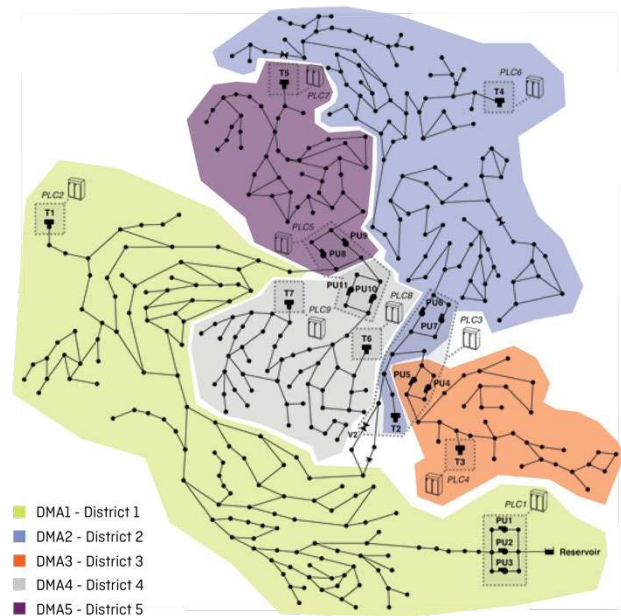 PLC6
T5
PLC7
T4
PLC2
T1
PLC5
PU9
PU8
PU11
PU10
PLC8
T7
PLC9
PU6
PU7
PLC3
T6
PU5
PU4
V2
T2
T3
PLC4
PLC1
PU1
PU2
PU3
Reservoir
DMA1 - District 1
DMA2 - District 2
DMA3 - District 3
DMA4 - District 4
DMA5 - District 5